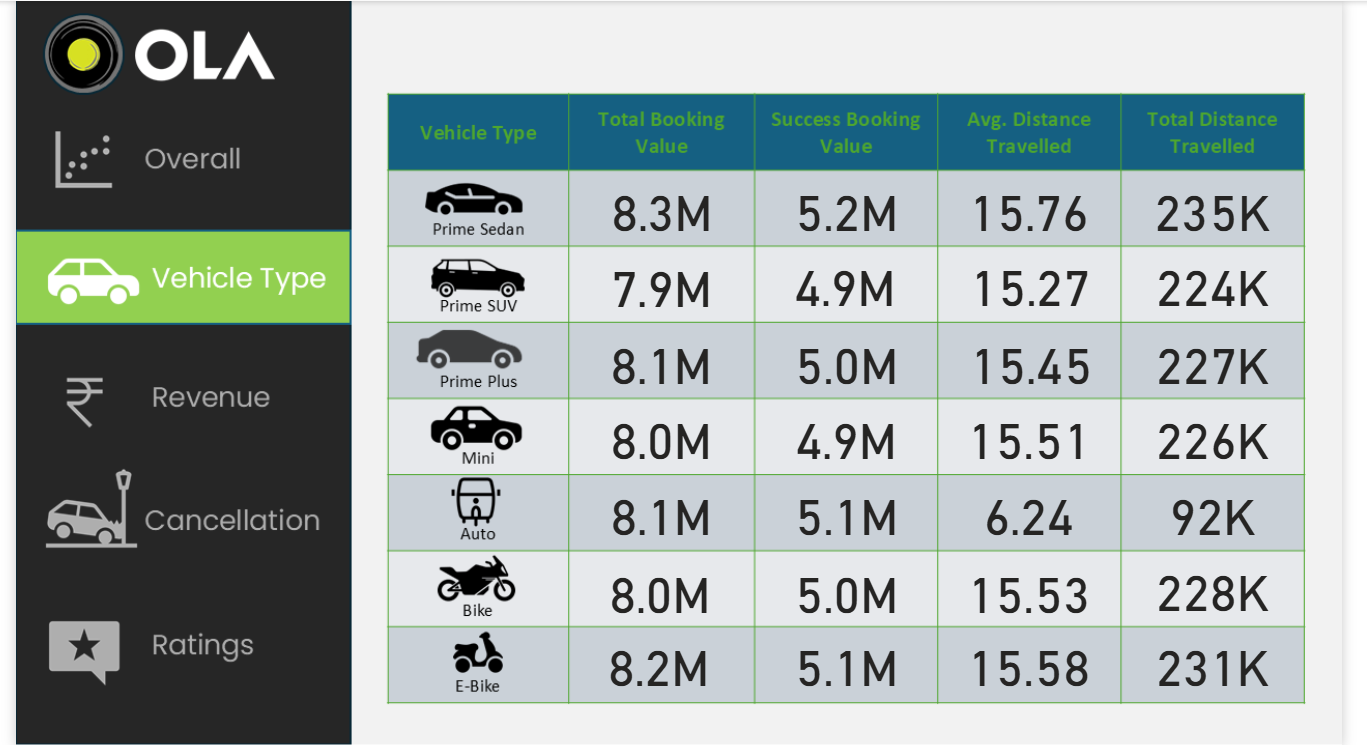 OLA
Overall
Vehicle Type
Revenue
Cancellation
Ratings
Vehicle Type Total Booking Value Success Booking Value Avg. Distance Travelled Total Distance Travelled
Prime Sedan 8.3M 5.2M 15.76 235K
Prime SUV 7.9M 4.9M 15.27 224K
Prime Plus 8.1M 5.0M 15.45 227K
Mini 8.0M 4.9M 15.51 226K
Auto 8.1M 5.1M 6.24 92K
Bike 8.0M 5.0M 15.53 228K
E-Bike 8.2M 5.1M 15.58 231K